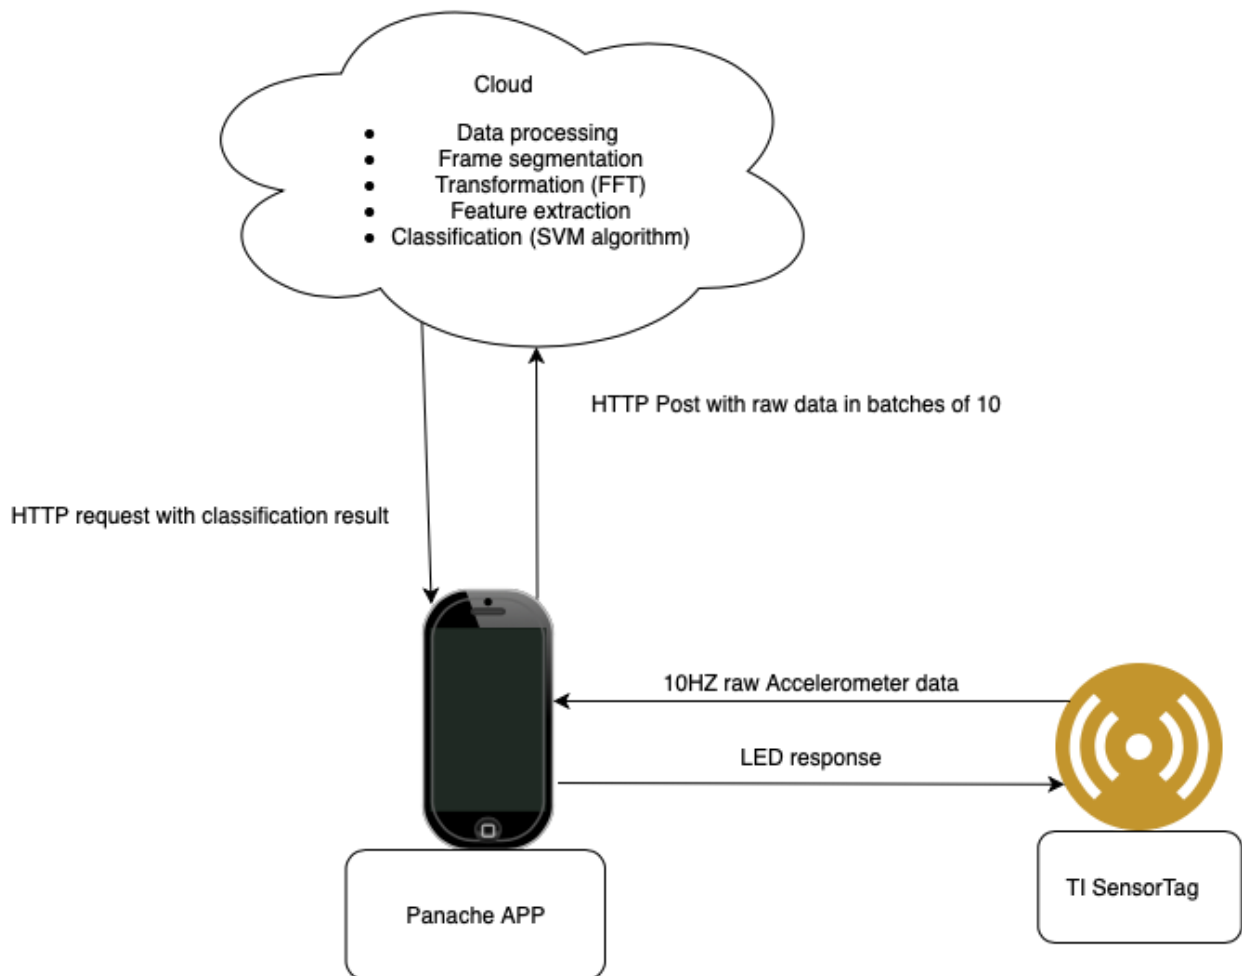 Cloud
• Data processing
• Frame segmentation
• Transformation (FFT)
• Feature extraction
• Classification (SVM algorithm)
HTTP Post with raw data in batches of 10
HTTP request with classification result
10HZ raw Accelerometer data
LED response
TI SensorTag
Panache APP